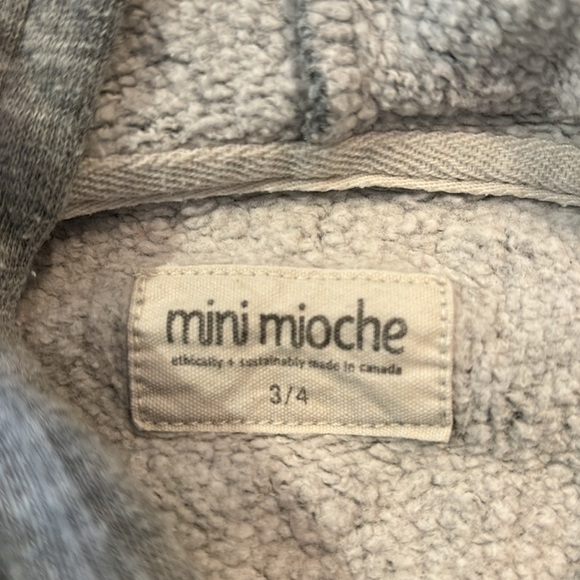 mini mioche
ethically + sustainably made in canada
3/4